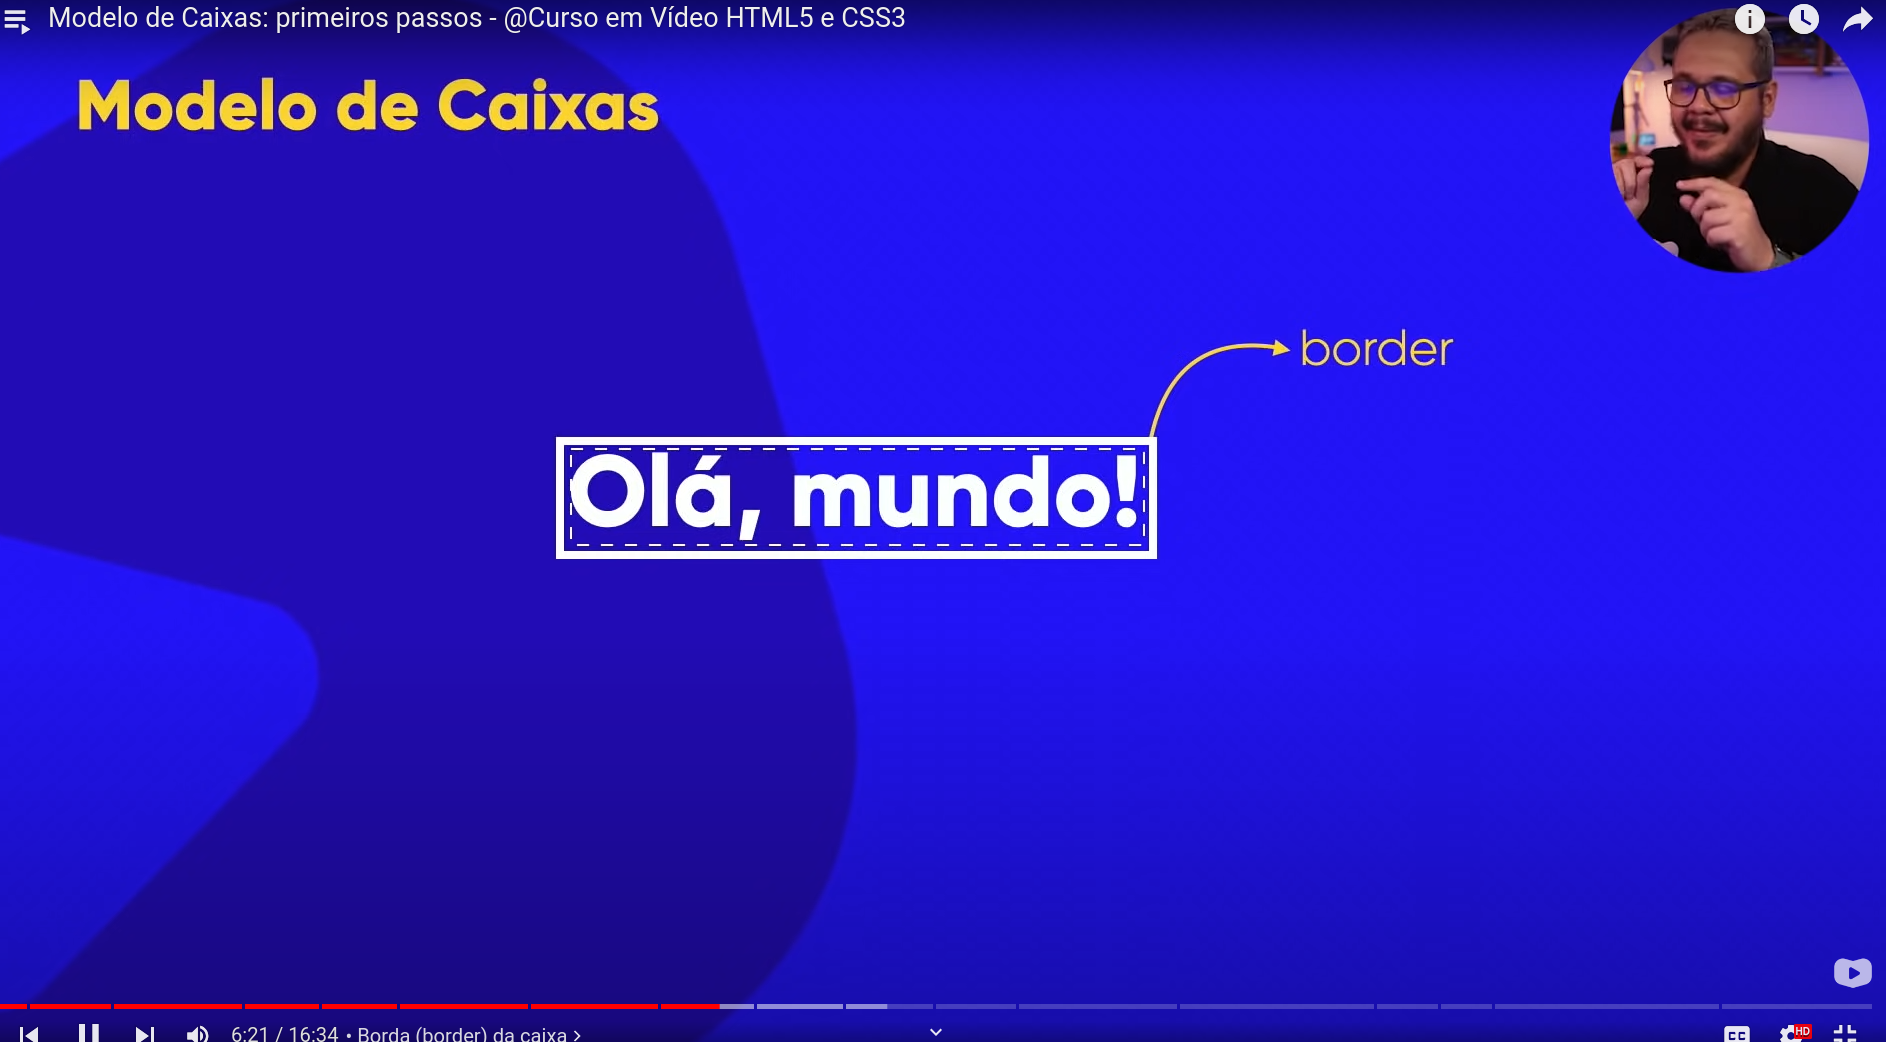 Modelo de Caixas: primeiros passos - @Curso em Vídeo HTML5 e CSS3
Modelo de Caixas
border
Olá, mundo!
6:21 / 16:34 • Borda (border) da caixa >
CC
HD